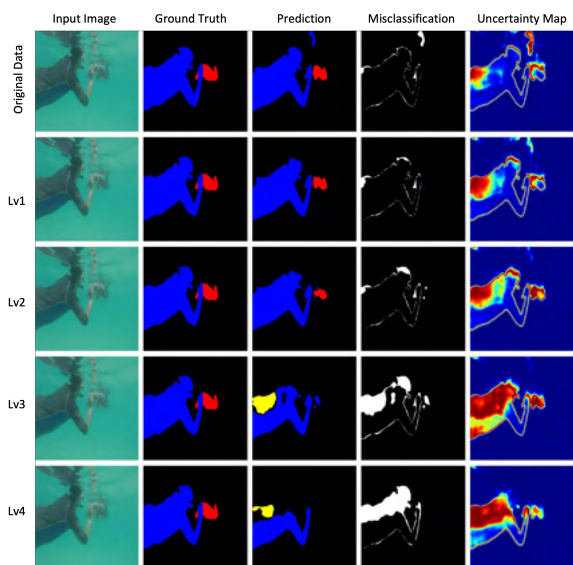 Input Image Ground Truth Prediction Misclassification Uncertainty Map
Original Data
Lv1
Lv2
Lv3
Lv4